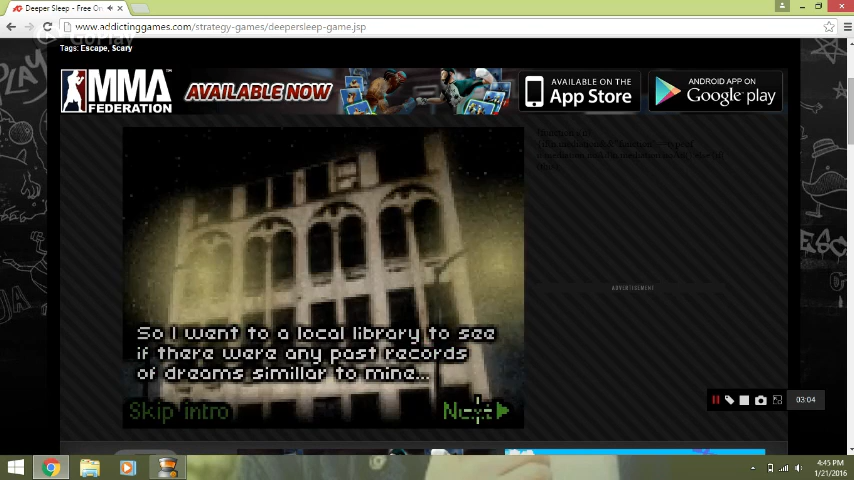 Deeper Sleep - Free On
www.addictinggames.com/strategy-games/deepersleep-game.jsp
GoPlay
Tags: Escape, Scary
MMA
FEDERATION
AVAILABLE NOW
AVAILABLE ON THE
App Store
ANDROID APP ON
Google play
ADVERTISEMENT
So I went to a local library to see
if there were any past records
of dreams simillar to mine...
Skip intro
Next
03:04
4:45 PM
1/21/2016